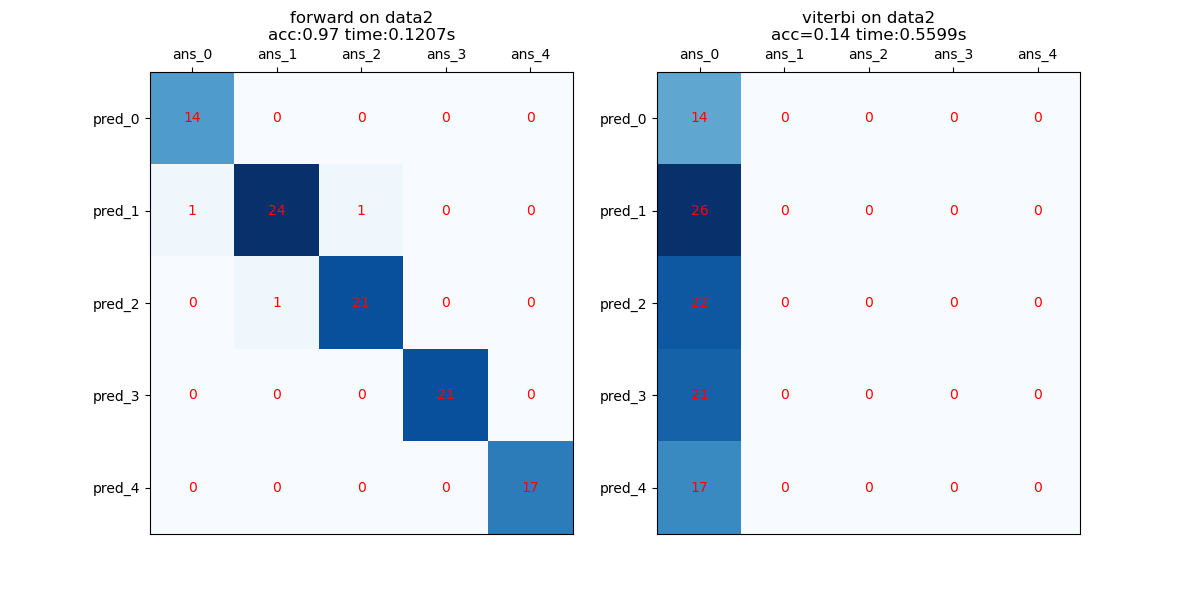 forward on data2
acc:0.97 time:0.1207s
ans_0 ans_1 ans_2 ans_3 ans_4
pred_0 14 0 0 0 0
pred_1 1 24 1 0 0
pred_2 0 1 21 0 0
pred_3 0 0 0 21 0
pred_4 0 0 0 0 17
viterbi on data2
acc=0.14 time:0.5599s
ans_0 ans_1 ans_2 ans_3 ans_4
pred_0 14 0 0 0 0
pred_1 26 0 0 0 0
pred_2 22 0 0 0 0
pred_3 21 0 0 0 0
pred_4 17 0 0 0 0